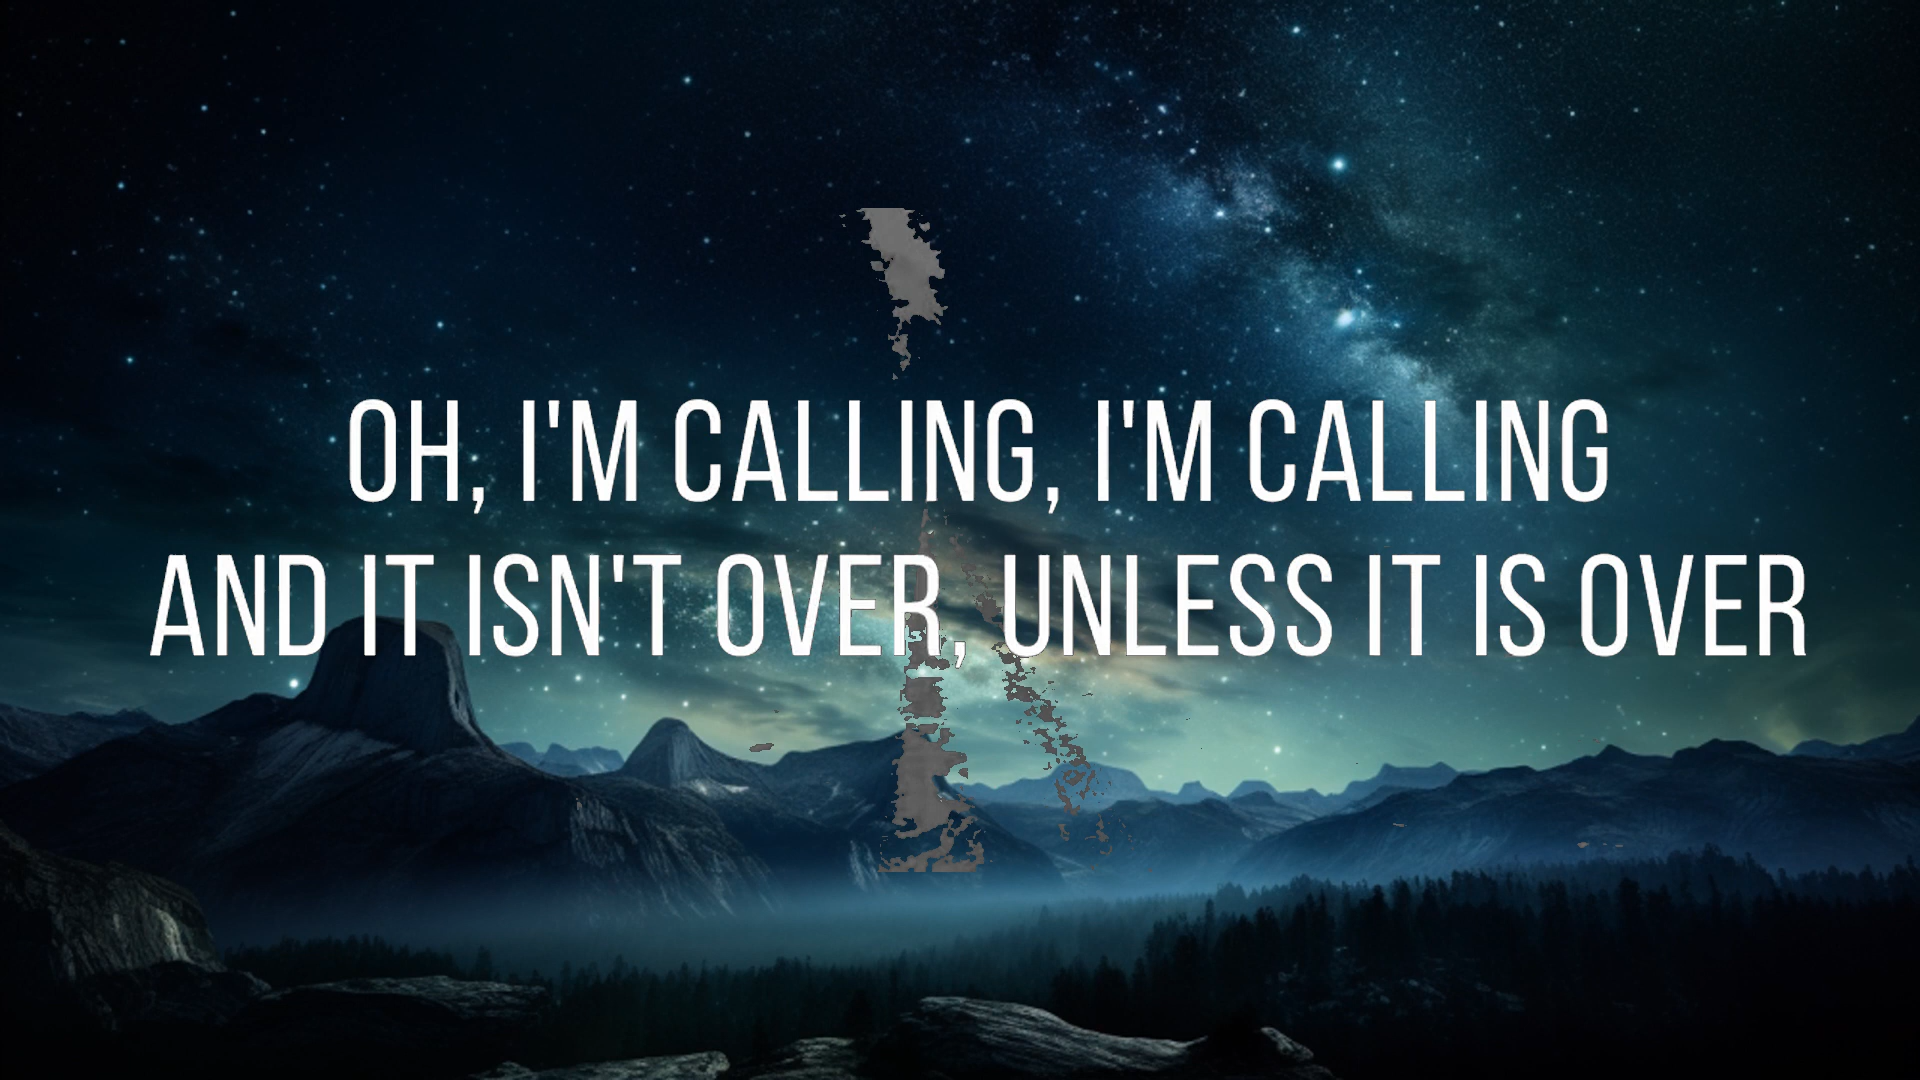 OH, I'M CALLING, I'M CALLING
AND IT ISN'T OVER, UNLESS IT IS OVER